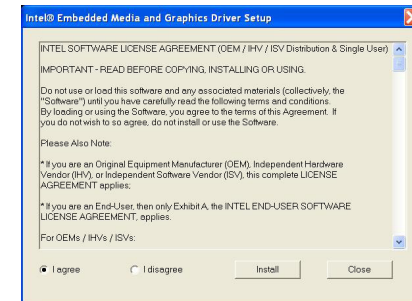 Intel® Embedded Media and Graphics Driver Setup
INTEL SOFTWARE LICENSE AGREEMENT (OEM / IHV / ISV Distribution & Single User)
IMPORTANT - READ BEFORE COPYING, INSTALLING OR USING.
Do not use or load this software and any associated materials (collectively, the
"Software") until you have carefully read the following terms and conditions.
By loading or using the Software, you agree to the terms of this Agreement. If
you do not wish to so agree, do not install or use the Software.
Please Also Note:
* If you are an Original Equipment Manufacturer (OEM), Independent Hardware
Vendor (IHV), or Independent Software Vendor (ISV), this complete LICENSE
AGREEMENT applies;
* If you are an End-User, then only Exhibit A, the INTEL END-USER SOFTWARE
LICENSE AGREEMENT, applies.
For OEMs / IHVs / ISVs:
I agree
I disagree
Install
Close